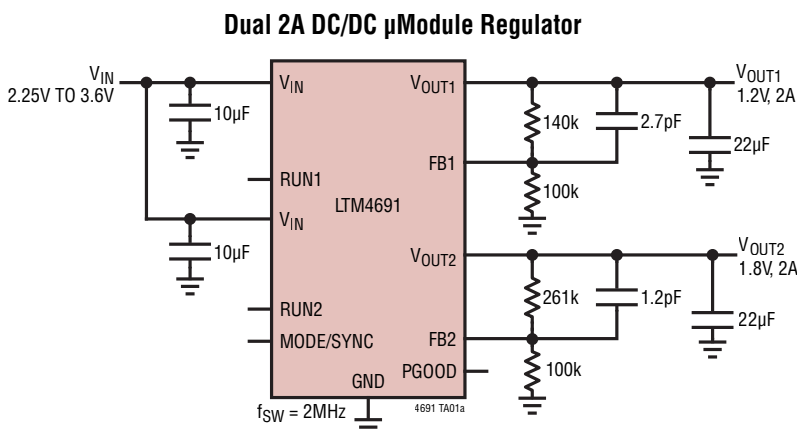 Dual 2A DC/DC µModule Regulator
VIN
2.25V TO 3.6V
10µF
10µF
VIN
RUN1
VIN
RUN2
MODE/SYNC
GND
LTM4691
VOUT1
FB1
VOUT2
FB2
PGOOD
fSW = 2MHz
4691 TA01a
140k
2.7pF
100k
22µF
VOUT1
1.2V, 2A
261k
1.2pF
100k
22µF
VOUT2
1.8V, 2A